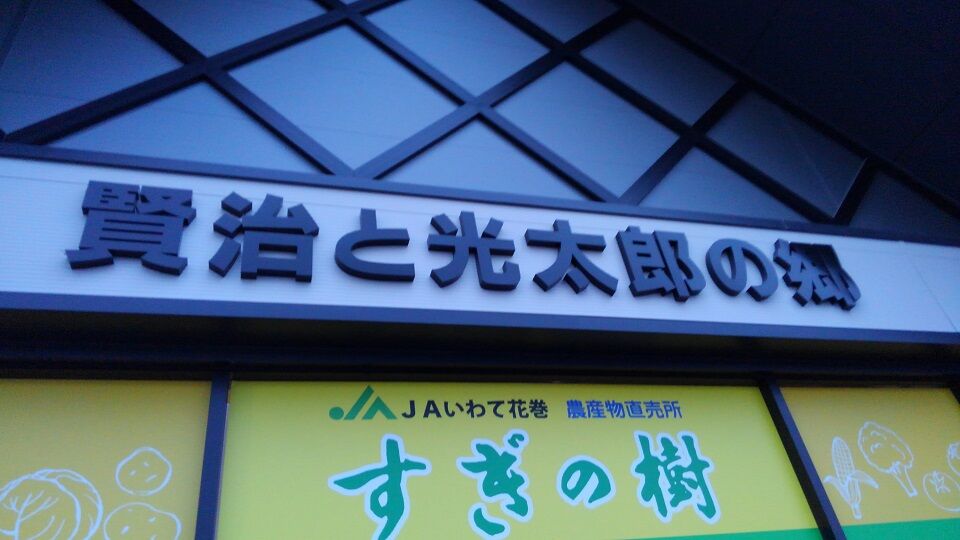 賢治と光太郎の郷
JAいわて花巻 農産物直売所
すぎの樹